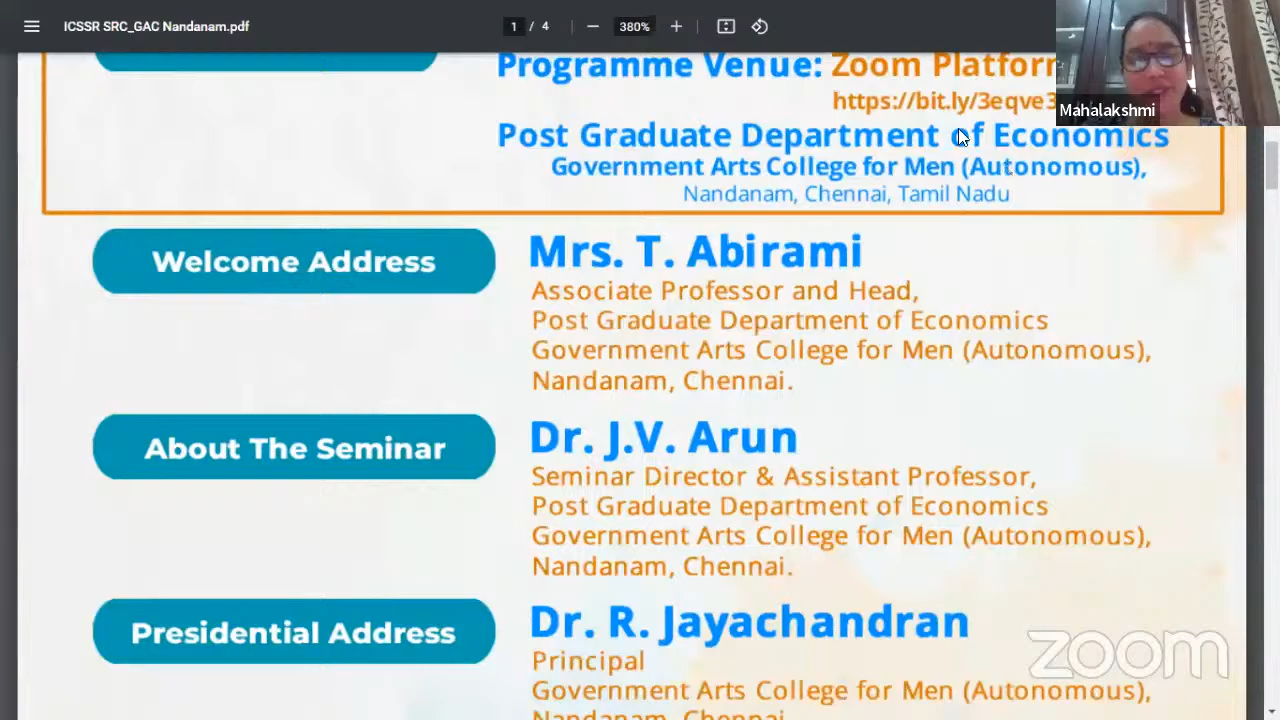 ICSSR SRC_GAC Nandanam.pdf
1 / 4
380%
Programme Venue: Zoom
https://bit.ly/3eqve3
Mahalakshmi
Post Graduate Department of Economics
Government Arts College for Men (Autonomous),
Nandanam, Chennai, Tamil Nadu
Welcome Address
Mrs. T. Abirami
Associate Professor and Head,
Post Graduate Department of Economics
Government Arts College for Men (Autonomous),
Nandanam, Chennai.
About The Seminar
Dr. J.V. Arun
Seminar Director & Assistant Professor,
Post Graduate Department of Economics
Government Arts College for Men (Autonomous),
Nandanam, Chennai.
Presidential Address
Dr. R. Jayachandran
Principal
Government Arts College for Men (Autonomous),
Nandanam, Chennai.
zoom